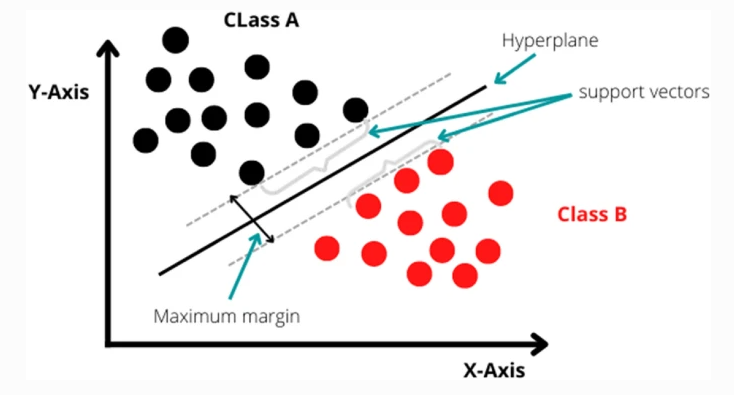 CLass A
Hyperplane
Y-Axis
support vectors
Class B
Maximum margin
X-Axis